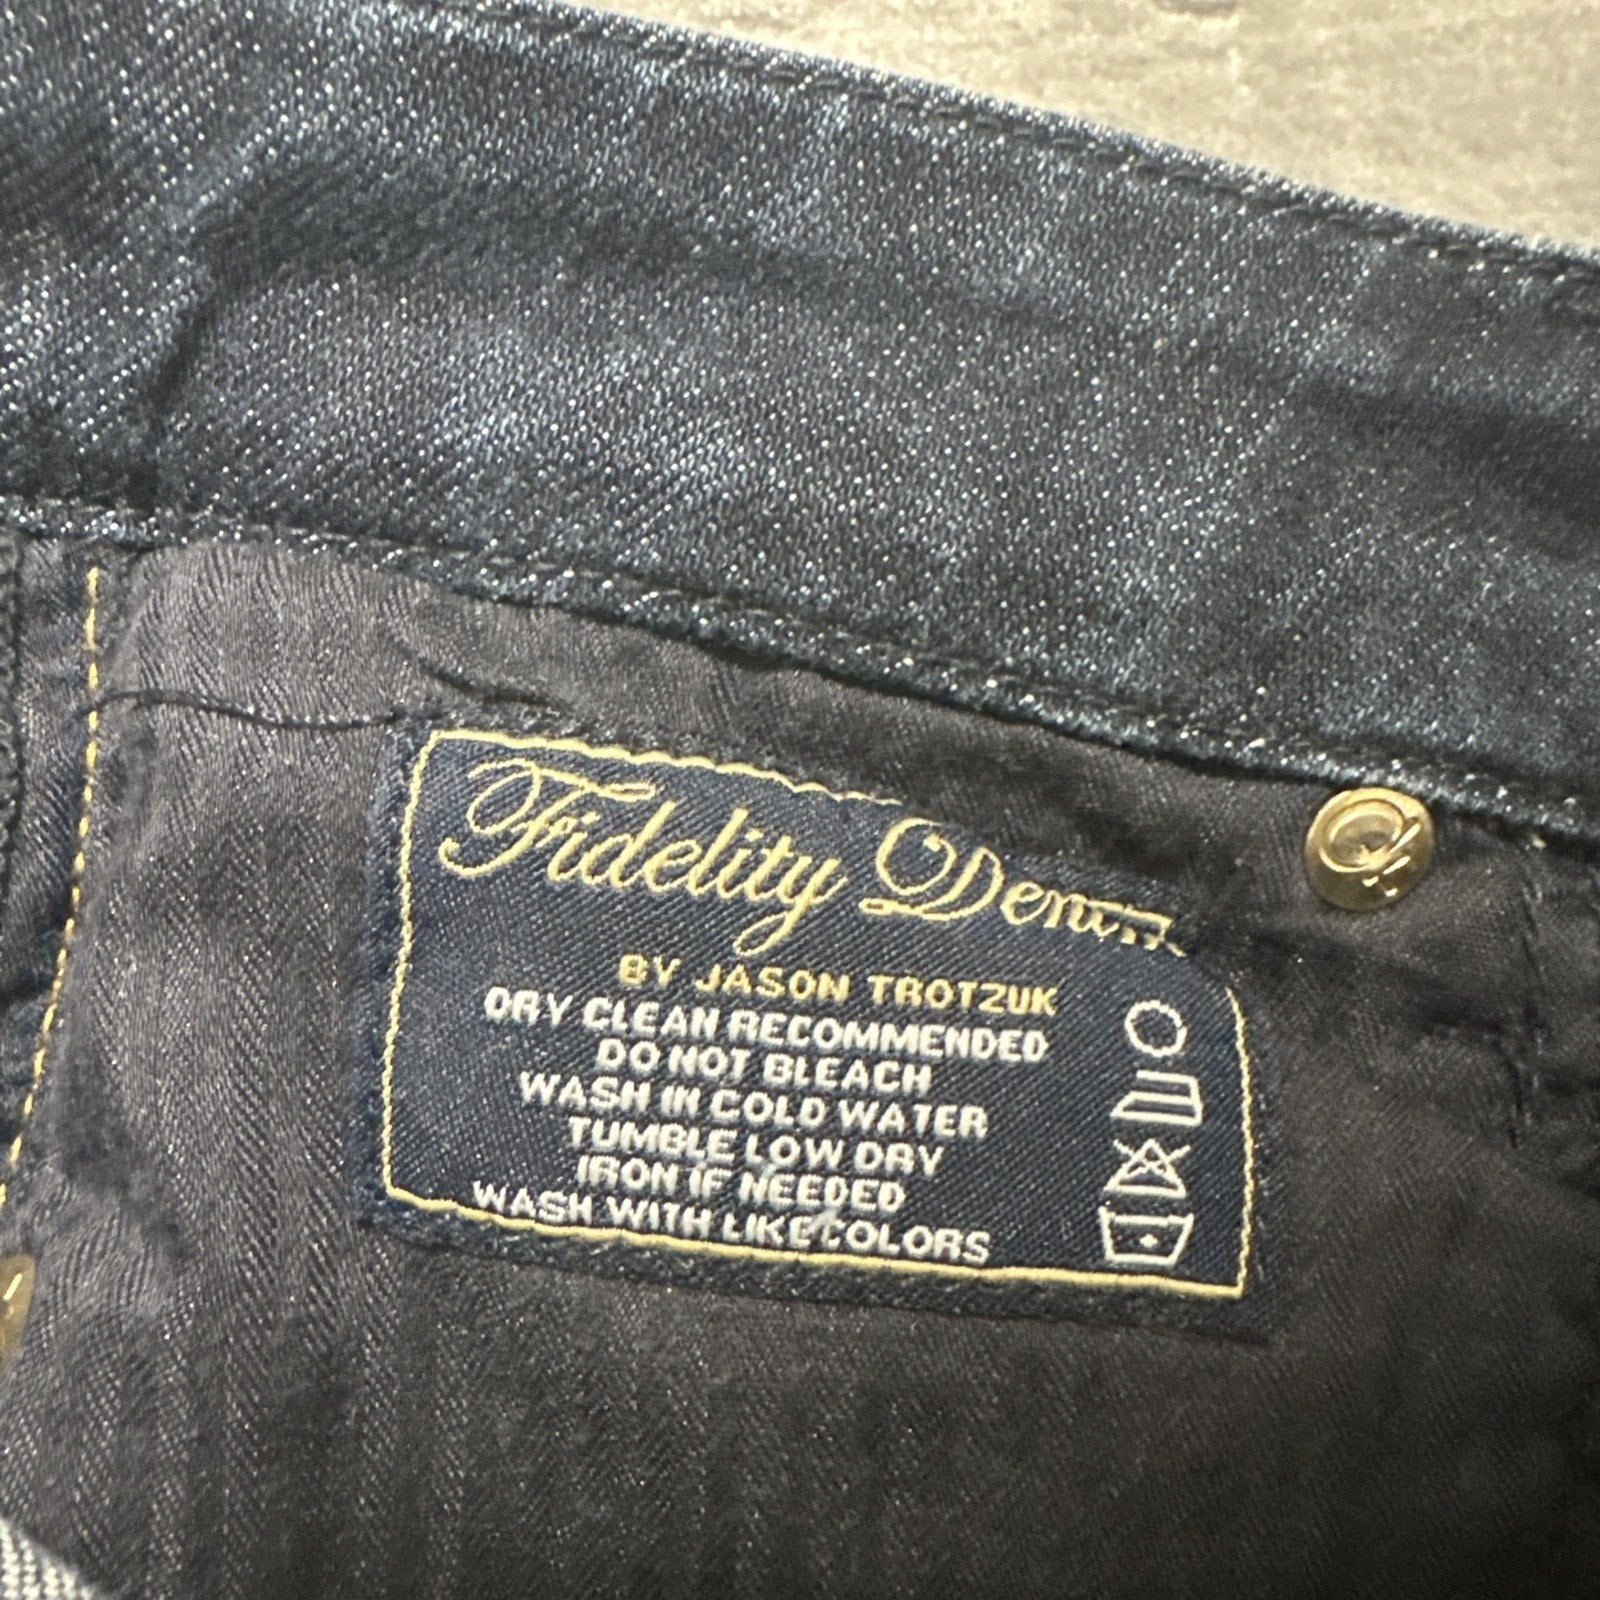 Fidelity Denim
BY JASON TROTZUK
DRY CLEAN RECOMMENDED
DO NOT BLEACH
WASH IN COLD WATER
TUMBLE LOW DRY
IRON IF NEEDED
WASH WITH LIKE COLORS